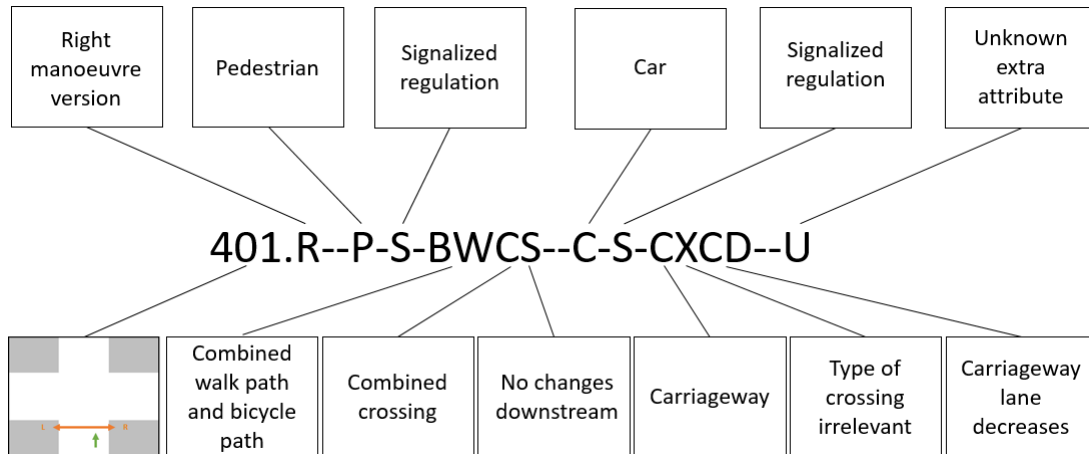 Right
manoeuvre
version
Pedestrian
Signalized
regulation
Car
Signalized
regulation
Unknown
extra
attribute
401.R--P-S-BWCS--C-S-CXCD--U
L
R
Combined
walk path
and bicycle
path
Combined
crossing
No changes
downstream
Carriageway
Type of
crossing
irrelevant
Carriageway
lane
decreases